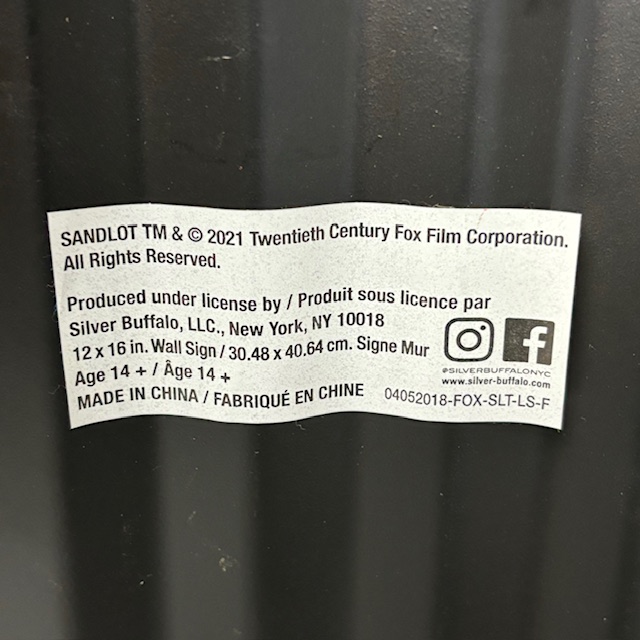 SANDLOT TM & © 2021 Twentieth Century Fox Film Corporation.
All Rights Reserved.
Produced under license by / Produit sous licence par
Silver Buffalo, LLC., New York, NY 10018
12 x 16 in. Wall Sign / 30.48 x 40.64 cm. Signe Mur
Age 14 + / Âge 14 +
MADE IN CHINA / FABRIQUÉ EN CHINE
@SILVERBUFFALONYC
www.silver-buffalo.com
04052018-FOX-SLT-LS-F